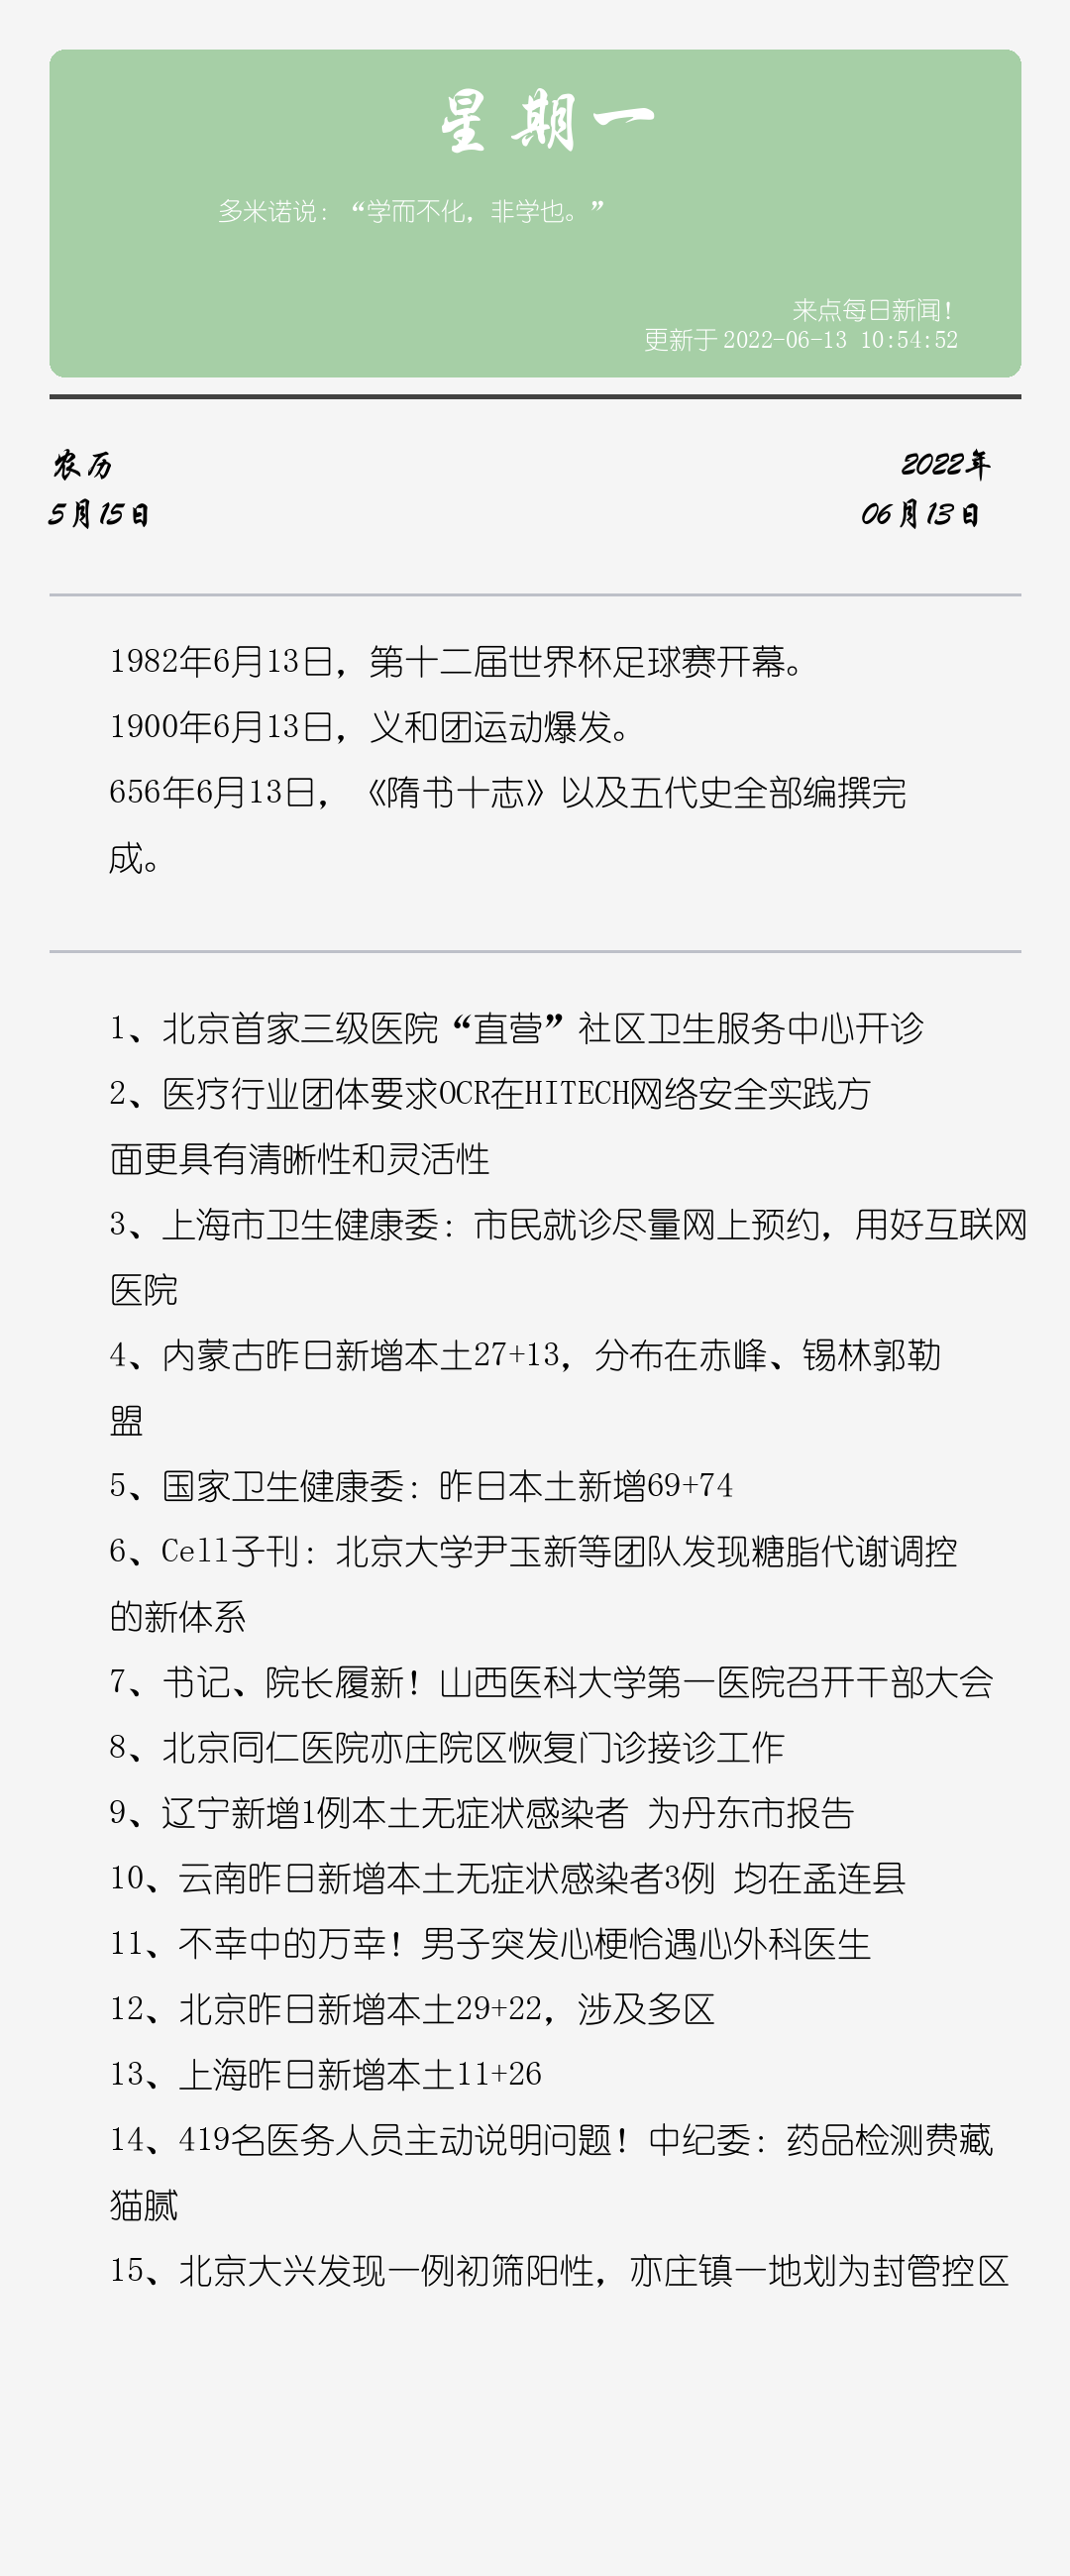 星期一
多米诺说：“学而不化，非学也。”
来点每日新闻！
更新于 2022-06-13 10:54:52
农历
2022年
5月15日
06月13日
1982年6月13日，第十二届世界杯足球赛开幕。
1900年6月13日，义和团运动爆发。
656年6月13日，《隋书十志》以及五代史全部编撰完
成。
1、北京首家三级医院“直营”社区卫生服务中心开诊
2、医疗行业团体要求OCR在HITECH网络安全实践方
面更具有清晰性和灵活性
3、上海市卫生健康委：市民就诊尽量网上预约，用好互联网
医院
4、内蒙古昨日新增本土27+13，分布在赤峰、锡林郭勒
盟
5、国家卫生健康委：昨日本土新增69+74
6、Cell子刊：北京大学尹玉新等团队发现糖脂代谢调控
的新体系
7、书记、院长履新！山西医科大学第一医院召开干部大会
8、北京同仁医院亦庄院区恢复门诊接诊工作
9、辽宁新增1例本土无症状感染者 为丹东市报告
10、云南昨日新增本土无症状感染者3例 均在孟连县
11、不幸中的万幸！男子突发心梗恰遇心外科医生
12、北京昨日新增本土29+22，涉及多区
13、上海昨日新增本土11+26
14、419名医务人员主动说明问题！中纪委：药品检测费藏
猫腻
15、北京大兴发现一例初筛阳性，亦庄镇一地划为封管控区